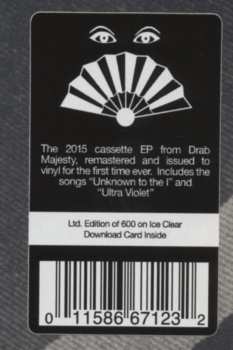 The 2015 cassette EP from Drab
Majesty, remastered and issued to
vinyl for the first time ever. Includes the
songs "Unknown to the I" and
"Ultra Violet"
Ltd. Edition of 600 on Ice Clear
Download Card Inside
0 11586 67123 2